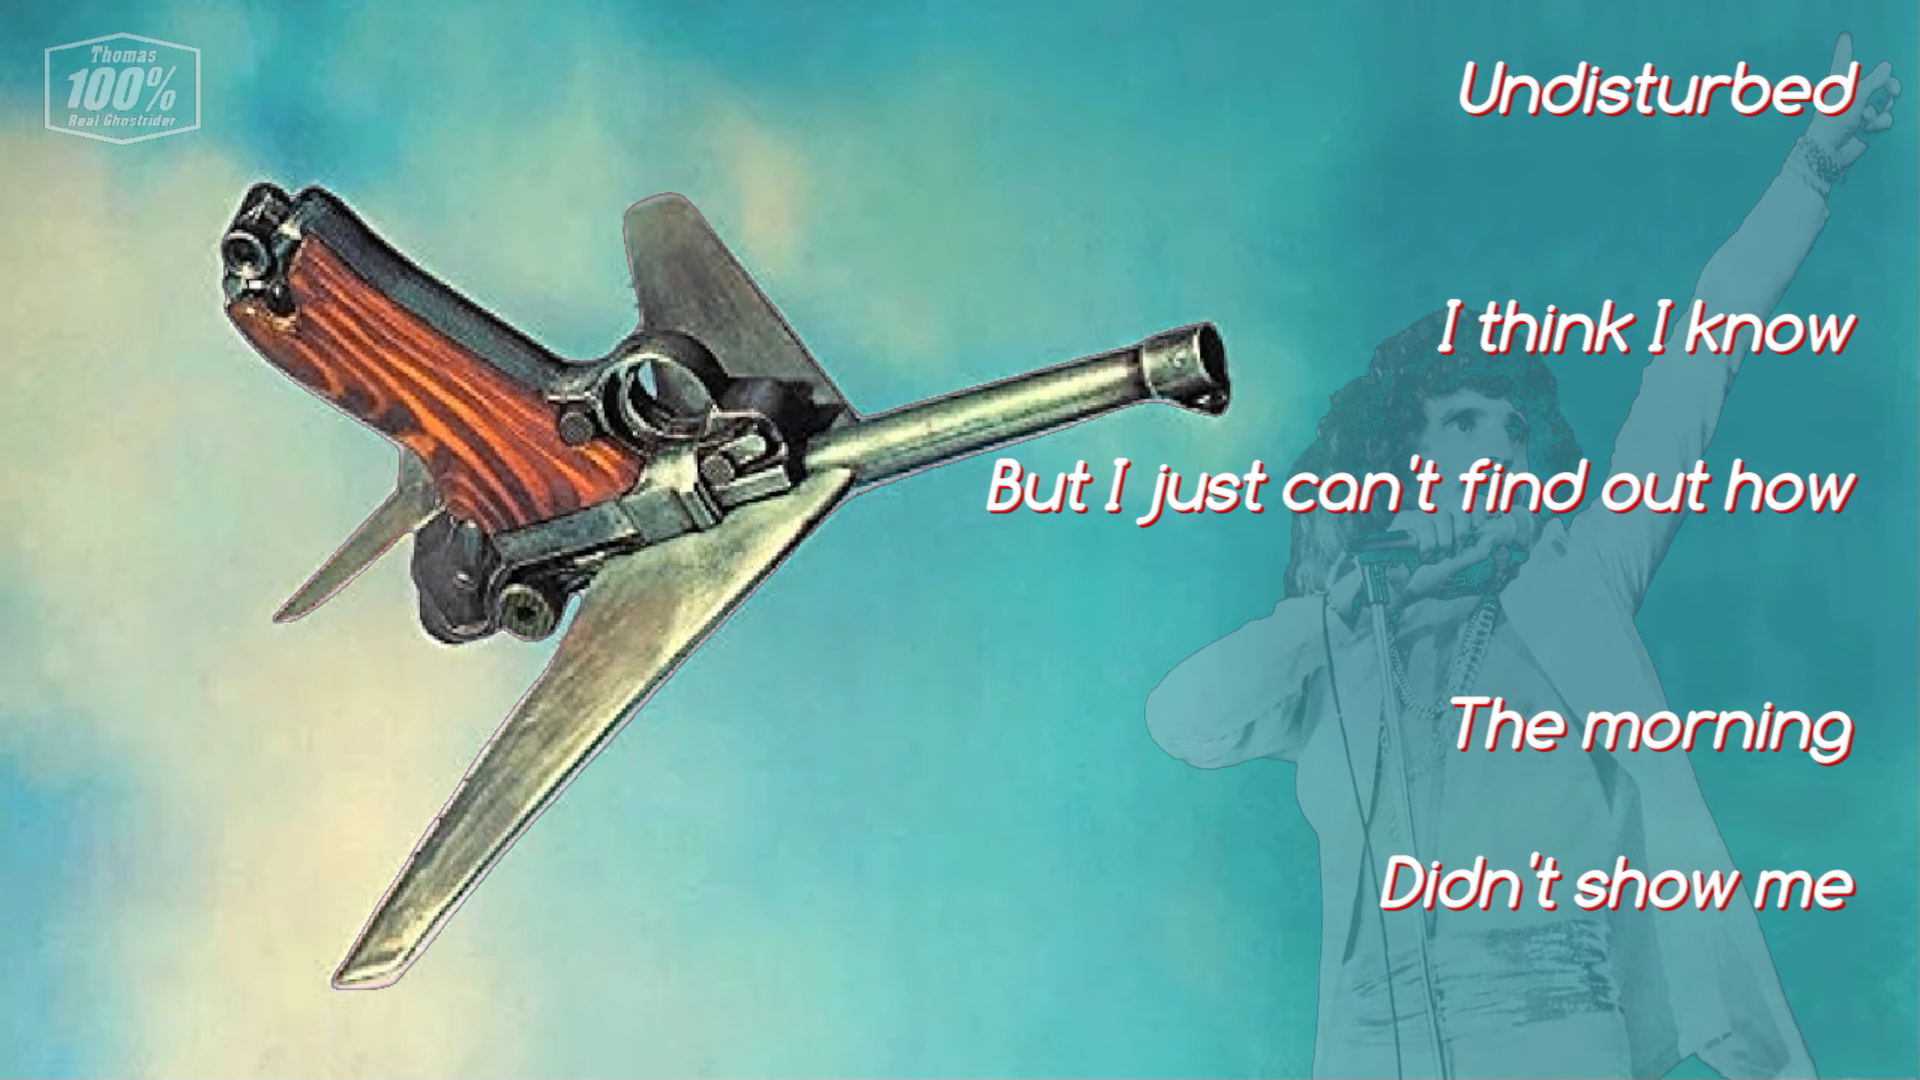 Thomas
100%
Real Ghostrider
Undisturbed
I think I know
But I just can't find out how
The morning
Didn't show me